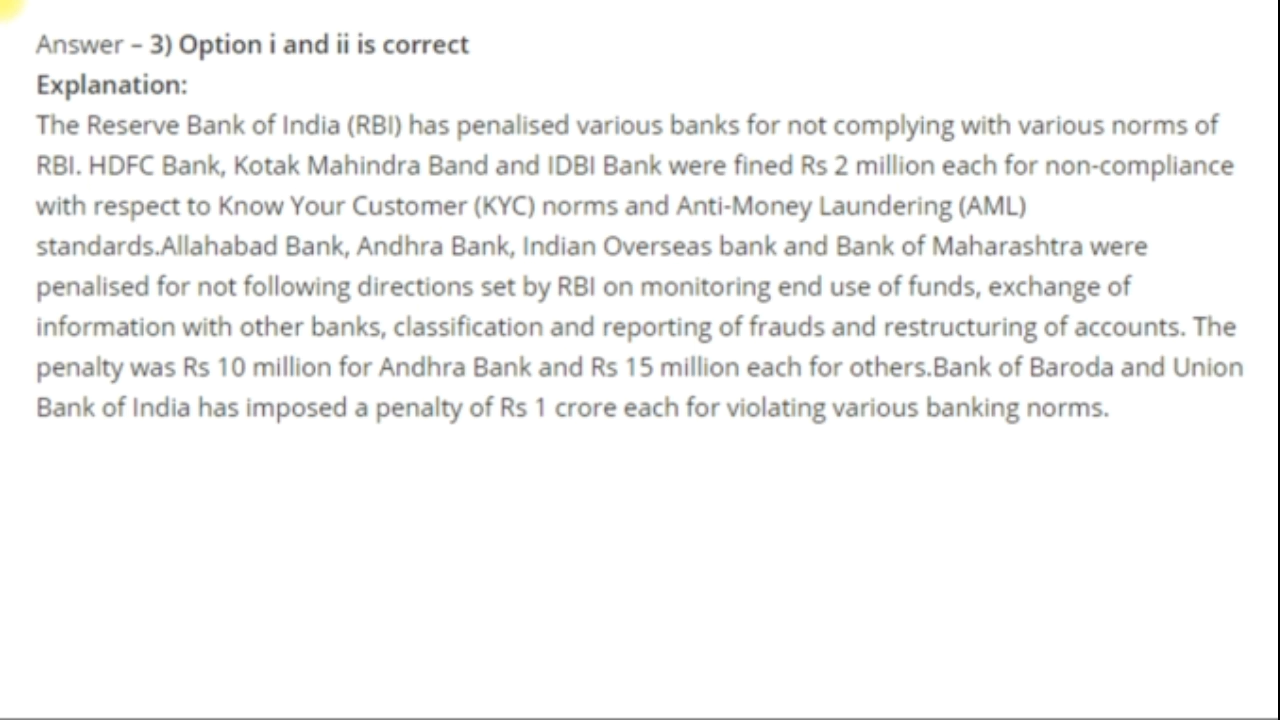 Answer – 3) Option i and ii is correct
Explanation:
The Reserve Bank of India (RBI) has penalised various banks for not complying with various norms of
RBI. HDFC Bank, Kotak Mahindra Band and IDBI Bank were fined Rs 2 million each for non-compliance
with respect to Know Your Customer (KYC) norms and Anti-Money Laundering (AML)
standards.Allahabad Bank, Andhra Bank, Indian Overseas bank and Bank of Maharashtra were
penalised for not following directions set by RBI on monitoring end use of funds, exchange of
information with other banks, classification and reporting of frauds and restructuring of accounts. The
penalty was Rs 10 million for Andhra Bank and Rs 15 million each for others.Bank of Baroda and Union
Bank of India has imposed a penalty of Rs 1 crore each for violating various banking norms.